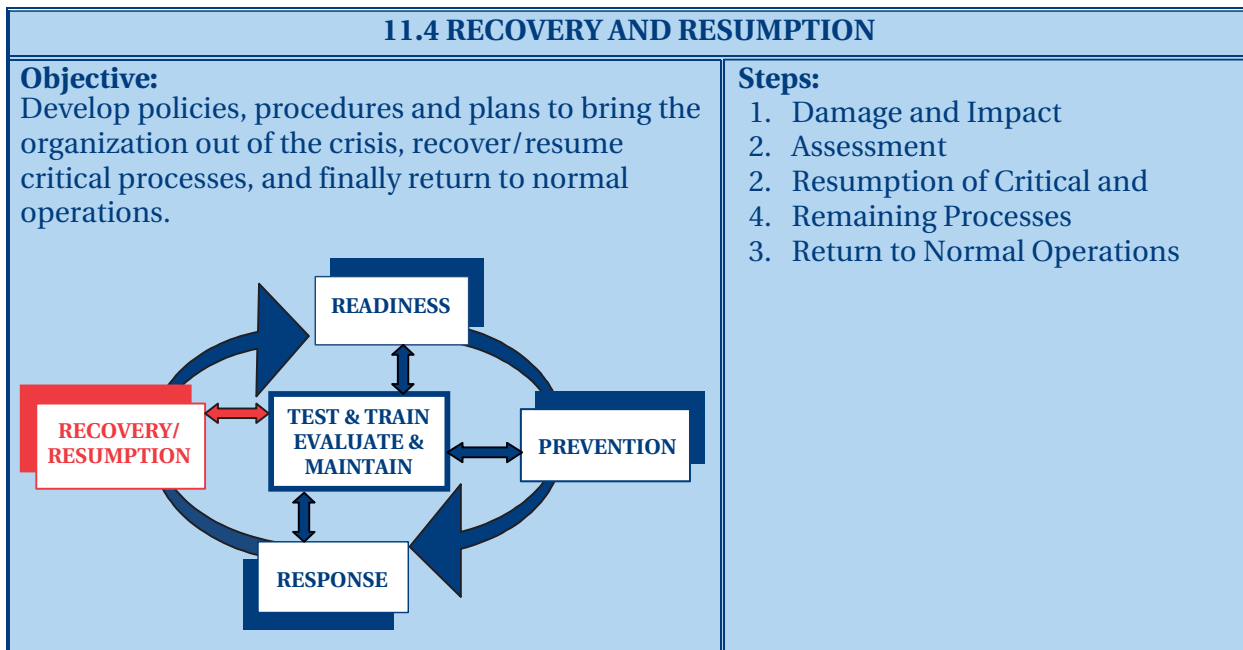 11.4 RECOVERY AND RESUMPTION
Objective:
Develop policies, procedures and plans to bring the
organization out of the crisis, recover/resume
critical processes, and finally return to normal
operations.
READINESS
RECOVERY/
RESUMPTION
TEST & TRAIN
EVALUATE &
MAINTAIN
PREVENTION
RESPONSE
Steps:
1. Damage and Impact
2. Assessment
2. Resumption of Critical and
4. Remaining Processes
3. Return to Normal Operations